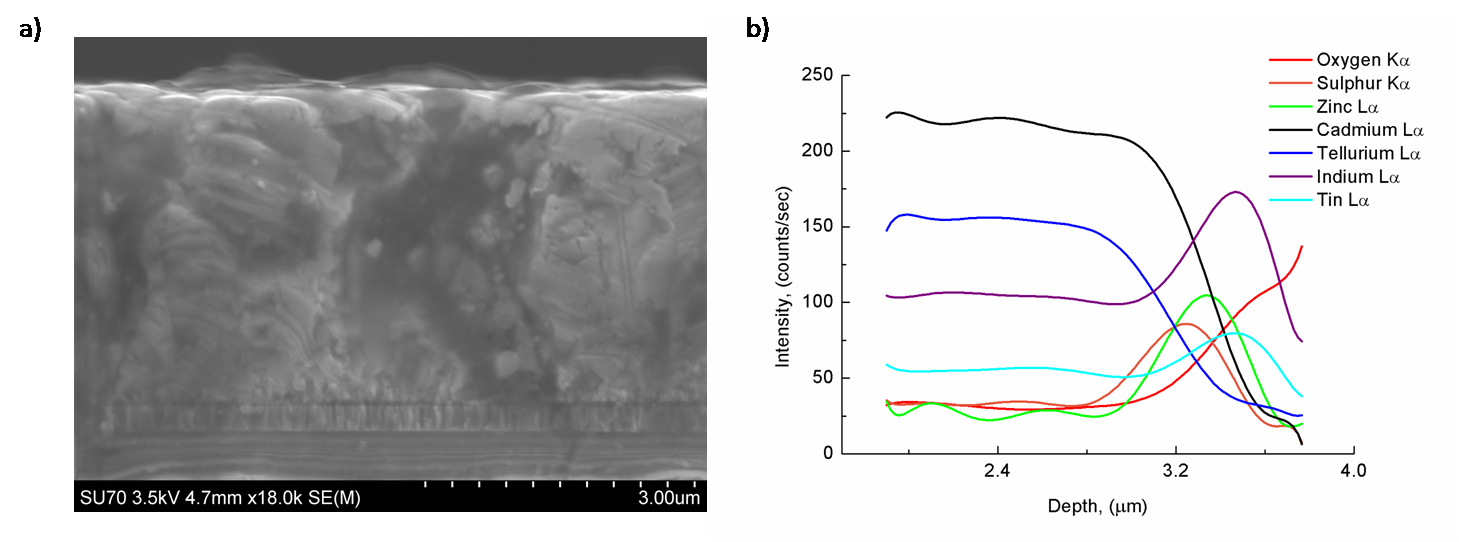 a)
SU70 3.5kV 4.7mm x18.0k SE(M)
3.00um
b)
Oxygen Kα
Sulphur Kα
Zinc Lα
Cadmium Lα
Tellurium Lα
Indium Lα
Tin Lα
250
200
150
100
50
0
Intensity, (counts/sec)
2.4
3.2
4.0
Depth, (μm)